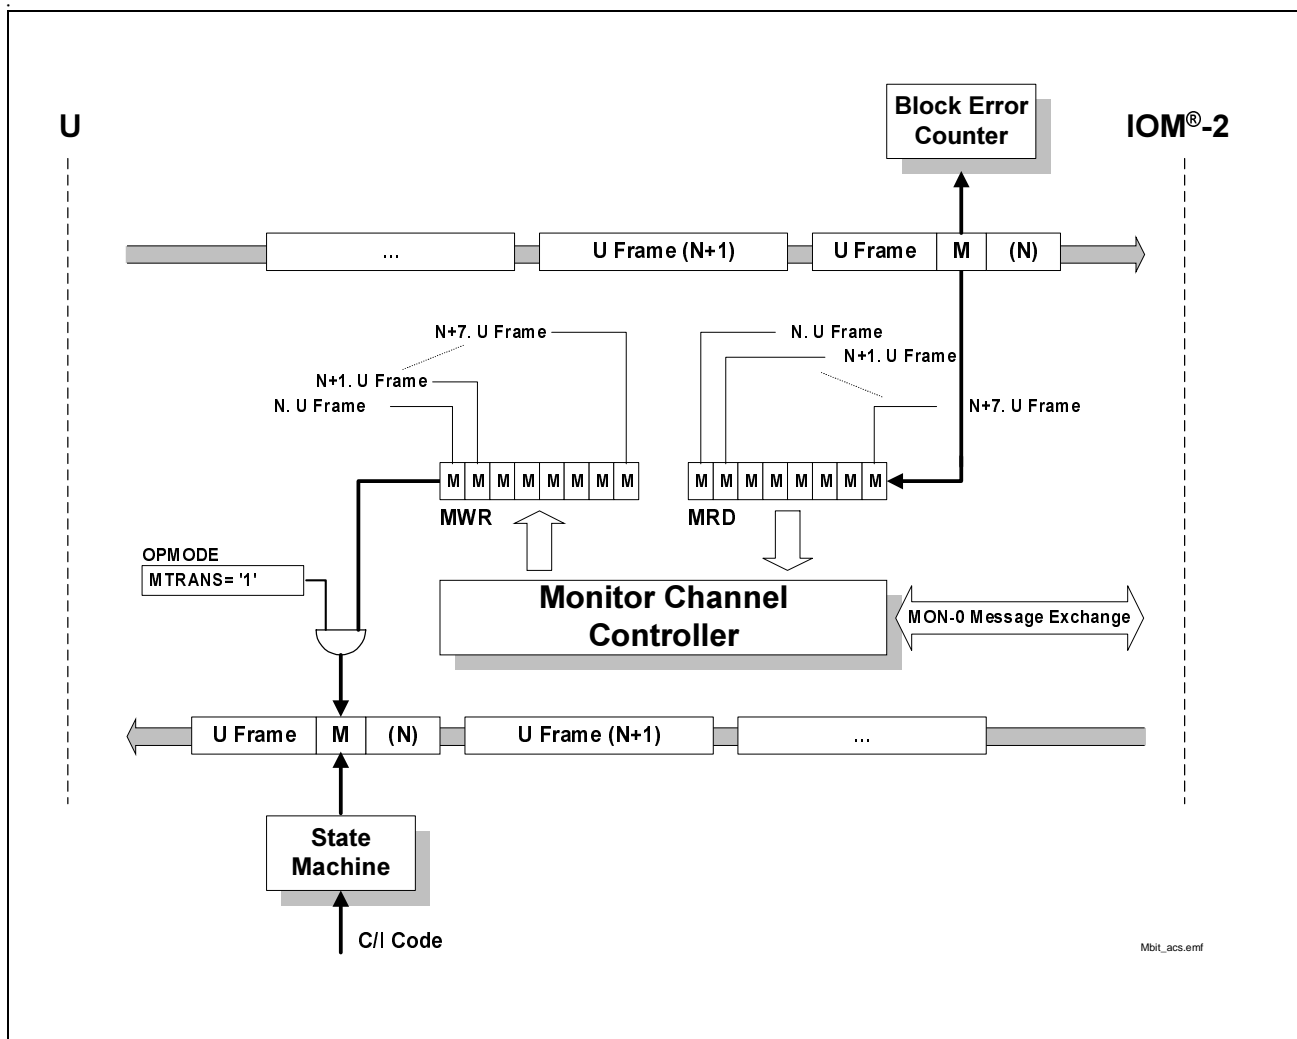 U
Block Error
Counter
IOM®-2
...
U Frame (N+1)
U Frame
M
(N)
N+7. U Frame
N. U Frame
N+1. U Frame
N+1. U Frame
N. U Frame
N+7. U Frame
M M M M M M M M
M M M M M M M M
MWR
MRD
OPMODE
MTRANS= '1'
Monitor Channel
Controller
MON-0 Message Exchange
U Frame
M
(N)
U Frame (N+1)
...
State
Machine
C/I Code
Mbit_acs.emf